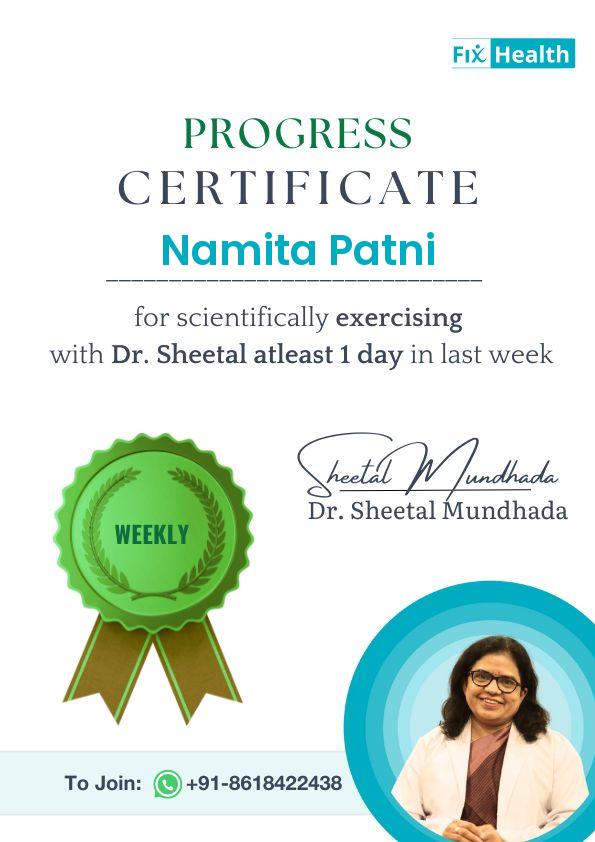 Fix Health
PROGRESS
CERTIFICATE
Namita Patni
for scientifically exercising
with Dr. Sheetal atleast 1 day in last week
Sheetal Mundhada
Dr. Sheetal Mundhada
WEEKLY
To Join: +91-8618422438